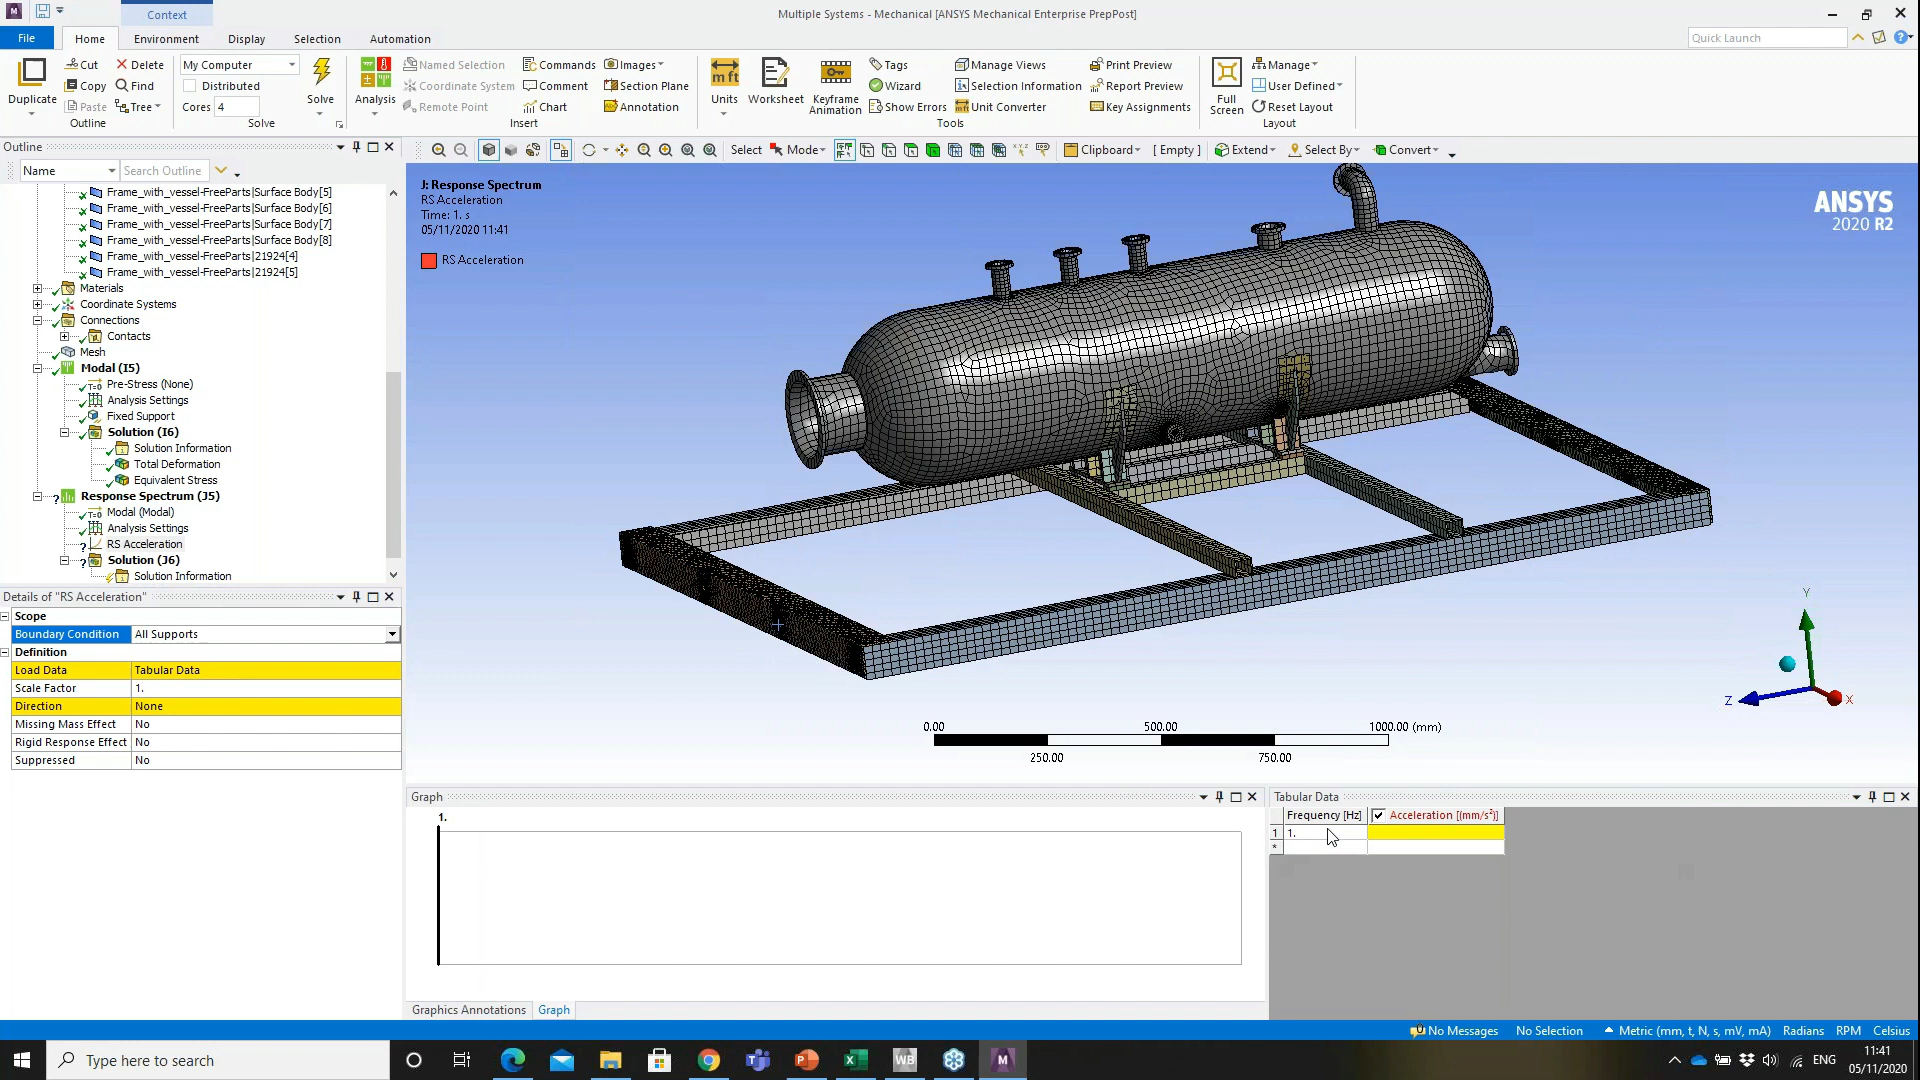 Context
Multiple Systems - Mechanical [ANSYS Mechanical Enterprise PrepPost]
File Home Environment Display Selection Automation
Quick Launch
Duplicate
Cut
Copy
Paste
Delete
Find
Tree
Outline
My Computer
Distributed
Cores 4
Solve
Solve
Analysis
Named Selection
Coordinate System
Remote Point
Commands
Comment
Chart
Images
Section Plane
Annotation
Insert
Units
Worksheet
Keyframe Animation
Tags
Wizard
Show Errors
Manage Views
Selection Information
Unit Converter
Print Preview
Report Preview
Key Assignments
Tools
Full Screen
Manage
User Defined
Reset Layout
Layout
Outline
Name Search Outline
Select Mode Clipboard [ Empty ] Extend Select By Convert
Frame_with_vessel-FreeParts|Surface Body[5]
Frame_with_vessel-FreeParts|Surface Body[6]
Frame_with_vessel-FreeParts|Surface Body[7]
Frame_with_vessel-FreeParts|Surface Body[8]
Frame_with_vessel-FreeParts|21924[4]
Frame_with_vessel-FreeParts|21924[5]
Materials
Coordinate Systems
Connections
Contacts
Mesh
Modal (I5)
Pre-Stress (None)
Analysis Settings
Fixed Support
Solution (I6)
Solution Information
Total Deformation
Equivalent Stress
Response Spectrum (J5)
Modal (Modal)
Analysis Settings
RS Acceleration
Solution (J6)
Solution Information
Details of "RS Acceleration"
Scope
Boundary Condition All Supports
Definition
Load Data Tabular Data
Scale Factor 1.
Direction None
Missing Mass Effect No
Rigid Response Effect No
Suppressed No
J: Response Spectrum
RS Acceleration
Time: 1. s
05/11/2020 11:41
RS Acceleration
ANSYS
2020 R2
Y
Z
X
0.00 500.00 1000.00 (mm)
250.00 750.00
Graph
1.
Graphics Annotations Graph
Tabular Data
Frequency [Hz] Acceleration [(mm/s²)]
1 1.
*
No Messages No Selection Metric (mm, t, N, s, mV, mA) Radians RPM Celsius
Type here to search
WB
M
ENG
11:41
05/11/2020